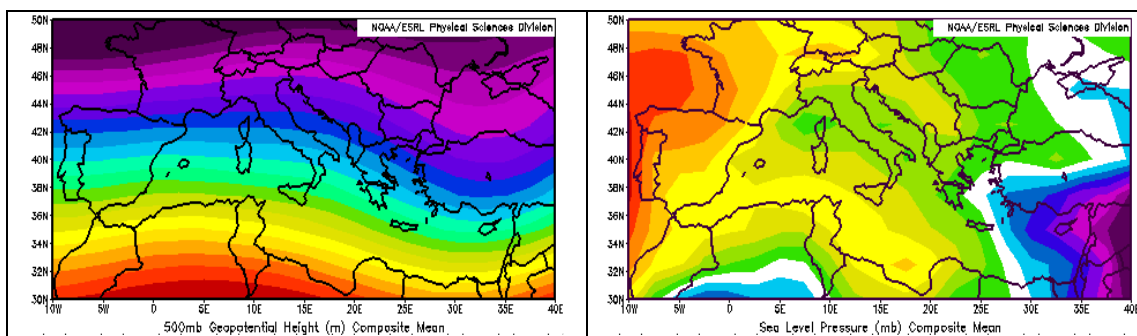 NOAA/ESRL Physical Sciences Division
50N
48N
46N
44N
42N
40N
38N
36N
34N
32N
30N
10W 5W 0 5E 10E 15E 20E 25E 30E 35E 40E
500mb Geopotential Height (m) Composite Mean
NOAA/ESRL Physical Sciences Division
50N
48N
46N
44N
42N
40N
38N
36N
34N
32N
30N
10W 5W 0 5E 10E 15E 20E 25E 30E 35E 40E
Sea Level Pressure (mb) Composite Mean